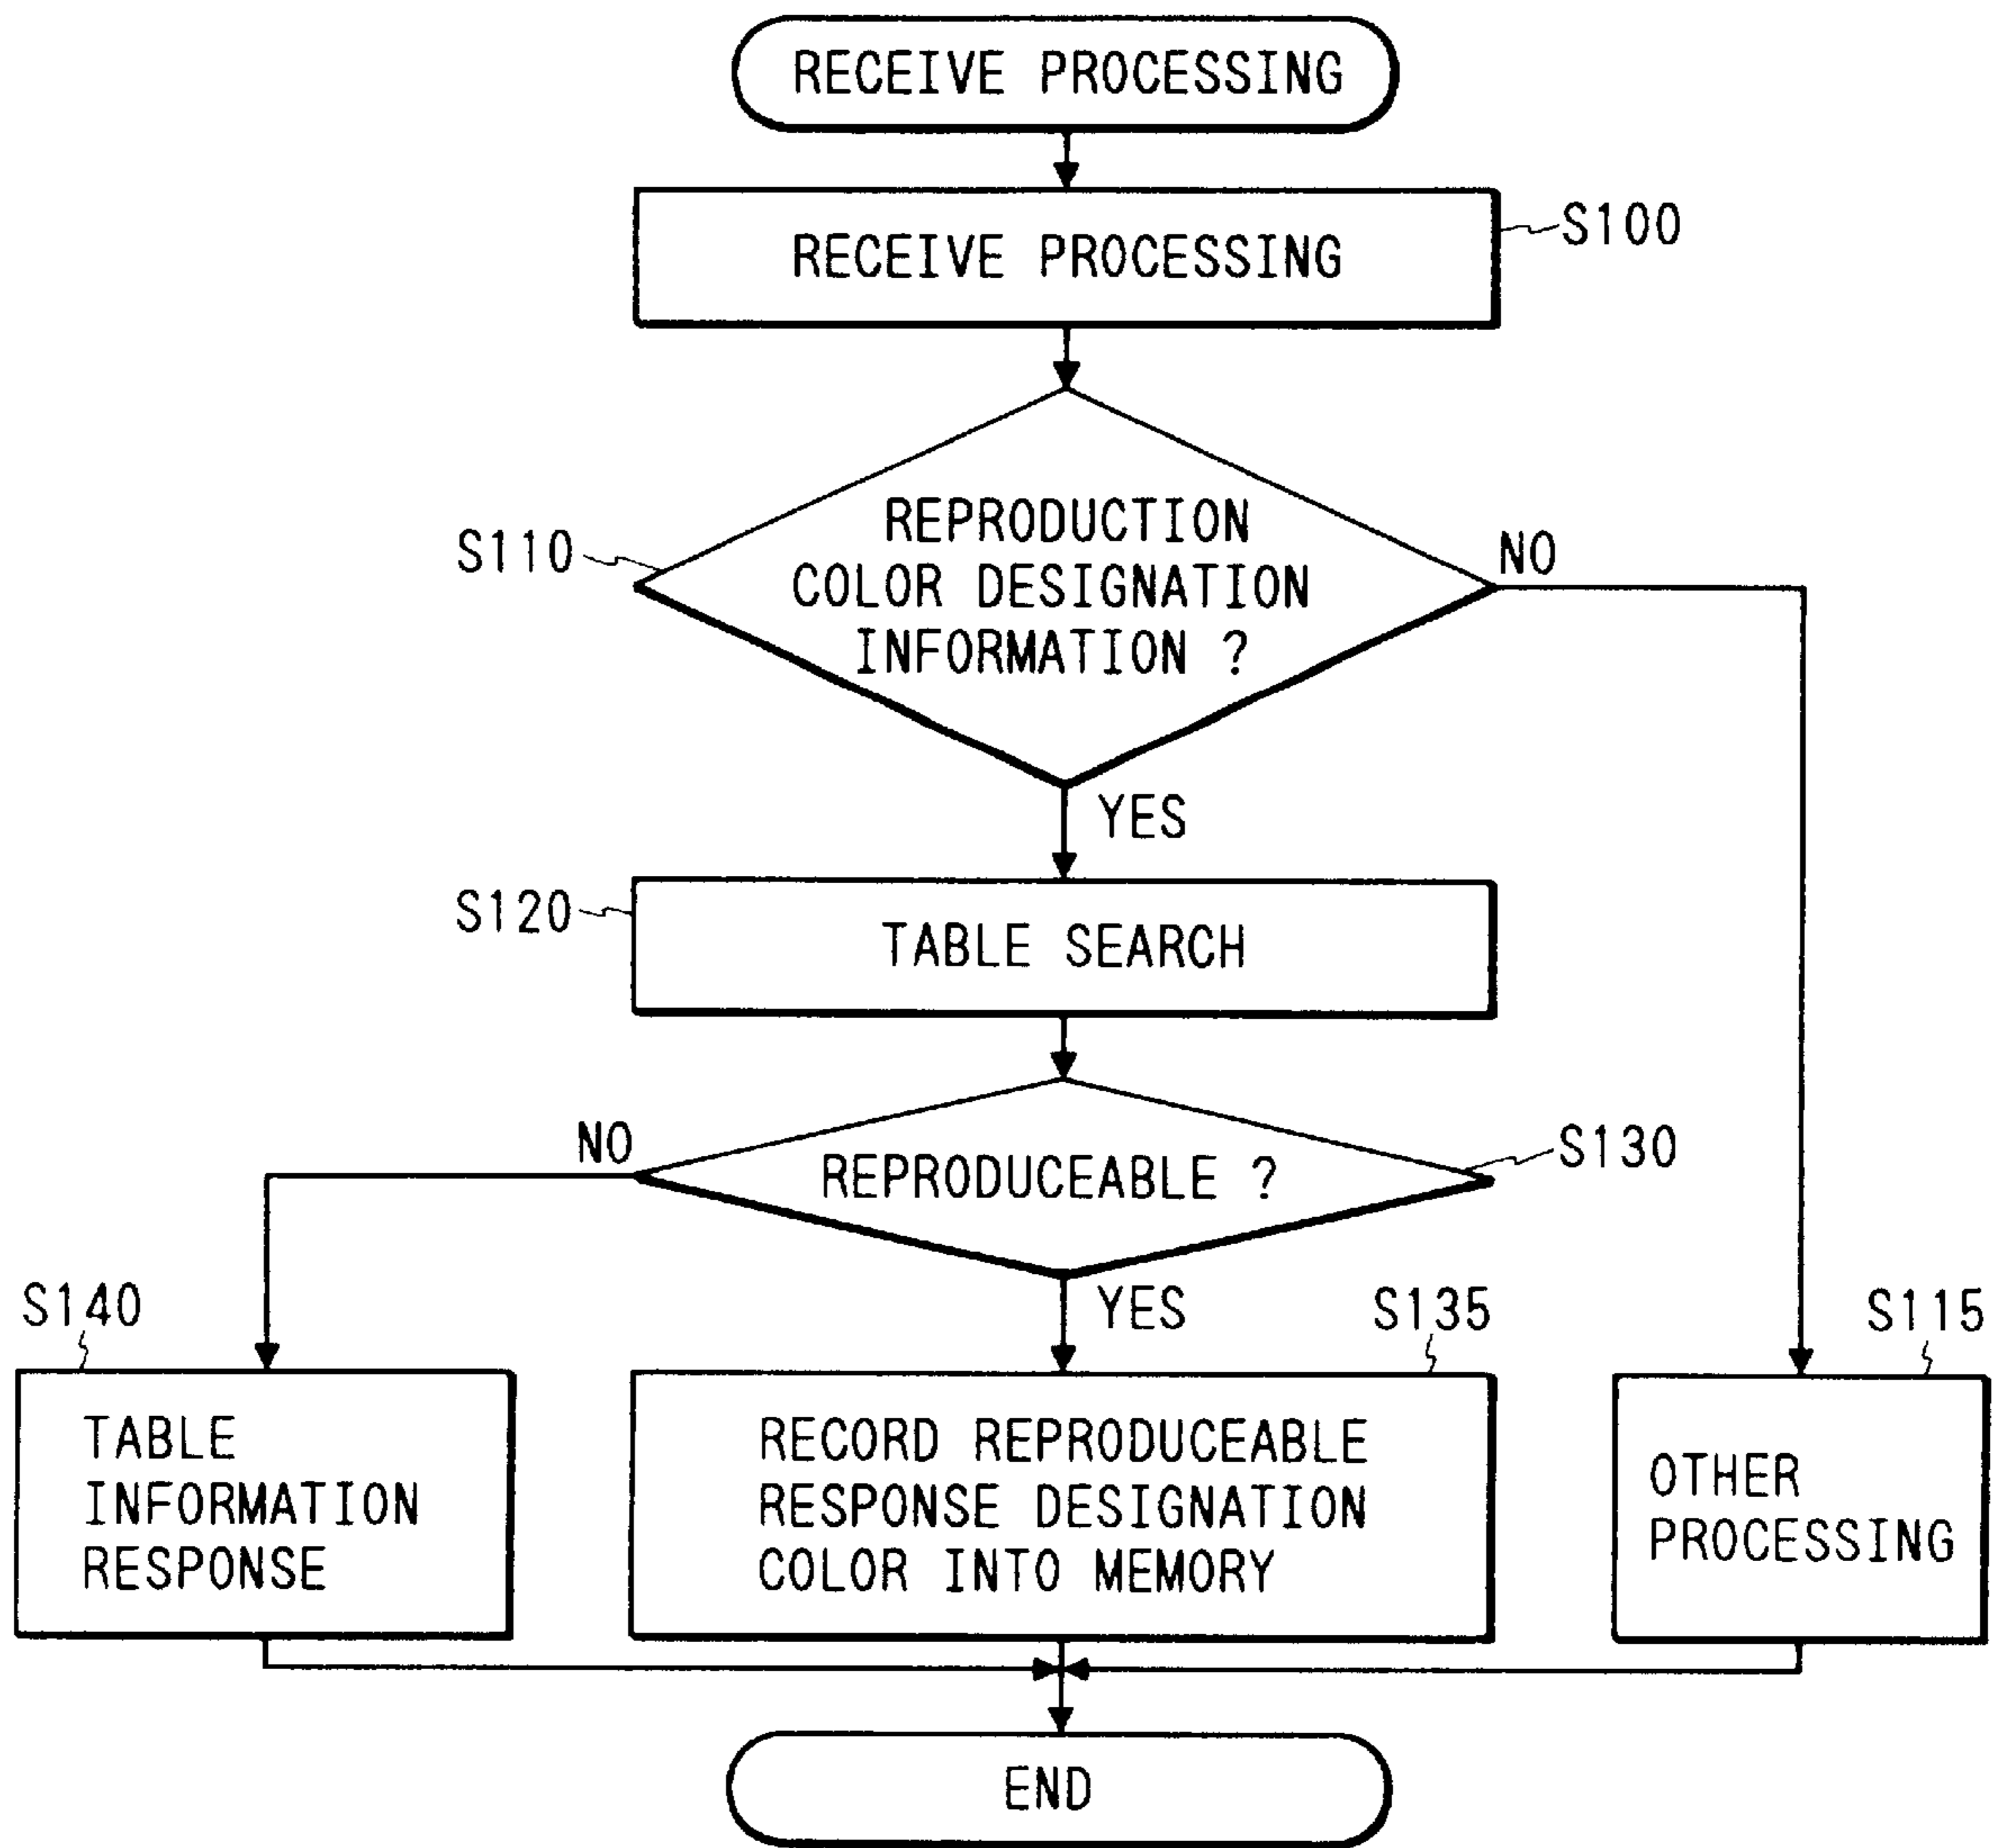 RECEIVE PROCESSING
RECEIVE PROCESSING
S100
S110
REPRODUCTION
COLOR DESIGNATION
INFORMATION ?
NO
YES
S120
TABLE SEARCH
NO
REPRODUCEABLE ?
S130
YES
S140
TABLE
INFORMATION
RESPONSE
S135
RECORD REPRODUCEABLE
RESPONSE DESIGNATION
COLOR INTO MEMORY
S115
OTHER
PROCESSING
END